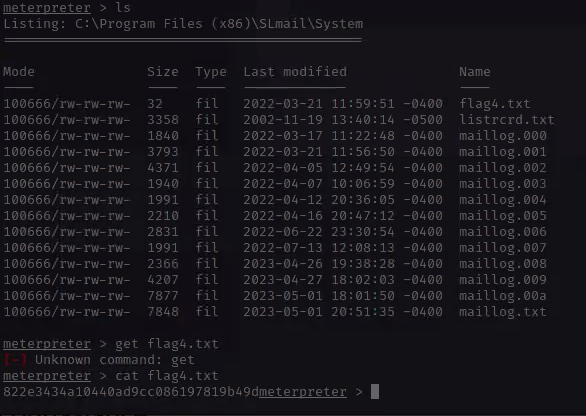 meterpreter > ls
Listing: C:\Program Files (x86)\SLmail\System
=============================================
Mode Size Type Last modified Name
---- ---- ---- ------------- ----
100666/rw-rw-rw- 32 fil 2022-03-21 11:59:51 -0400 flag4.txt
100666/rw-rw-rw- 3358 fil 2002-11-19 13:40:14 -0500 listrcrd.txt
100666/rw-rw-rw- 1840 fil 2022-03-17 11:22:48 -0400 maillog.000
100666/rw-rw-rw- 3793 fil 2022-03-21 11:56:50 -0400 maillog.001
100666/rw-rw-rw- 4371 fil 2022-04-05 12:49:54 -0400 maillog.002
100666/rw-rw-rw- 1940 fil 2022-04-07 10:06:59 -0400 maillog.003
100666/rw-rw-rw- 1991 fil 2022-04-12 20:36:05 -0400 maillog.004
100666/rw-rw-rw- 2210 fil 2022-04-16 20:47:12 -0400 maillog.005
100666/rw-rw-rw- 2831 fil 2022-06-22 23:30:54 -0400 maillog.006
100666/rw-rw-rw- 1991 fil 2022-07-13 12:08:13 -0400 maillog.007
100666/rw-rw-rw- 2366 fil 2023-04-26 19:38:28 -0400 maillog.008
100666/rw-rw-rw- 4207 fil 2023-04-27 18:02:03 -0400 maillog.009
100666/rw-rw-rw- 7877 fil 2023-05-01 18:01:50 -0400 maillog.00a
100666/rw-rw-rw- 7848 fil 2023-05-01 20:51:35 -0400 maillog.txt
meterpreter > get flag4.txt
[-] Unknown command: get
meterpreter > cat flag4.txt
822e3434a10440ad9cc086197819b49dmeterpreter >